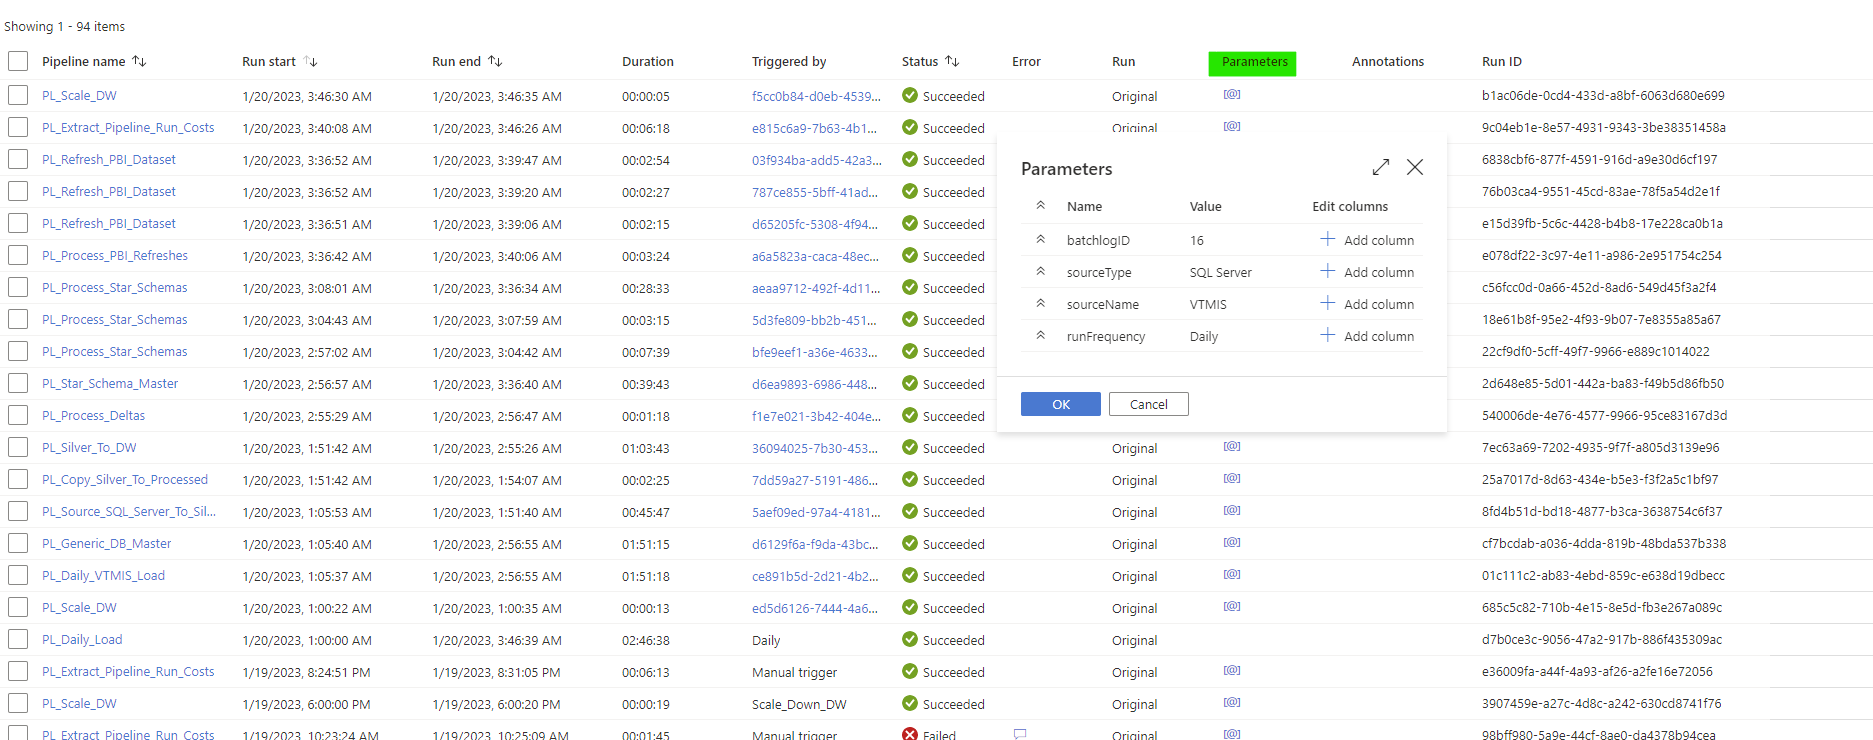 Showing 1 - 94 items
Pipeline name Run start Run end Duration Triggered by Status Error Run Parameters Annotations Run ID
PL_Scale_DW 1/20/2023, 3:46:30 AM 1/20/2023, 3:46:35 AM 00:00:05 f5cc0b84-d0eb-4539... Succeeded Original [@] b1ac06de-0cd4-433d-a8bf-6063d680e699
PL_Extract_Pipeline_Run_Costs 1/20/2023, 3:40:08 AM 1/20/2023, 3:46:26 AM 00:06:18 e815c6a9-7b63-4b1... Succeeded Original [@] 9c04eb1e-8e57-4931-9343-3be38351458a
PL_Refresh_PBI_Dataset 1/20/2023, 3:36:52 AM 1/20/2023, 3:39:47 AM 00:02:54 03f934ba-add5-42a3... Succeeded 6838cbf6-877f-4591-916d-a9e30d6cf197
PL_Refresh_PBI_Dataset 1/20/2023, 3:36:52 AM 1/20/2023, 3:39:20 AM 00:02:27 787ce855-5bff-41ad... Succeeded 76b03ca4-9551-45cd-83ae-78f5a54d2e1f
PL_Refresh_PBI_Dataset 1/20/2023, 3:36:51 AM 1/20/2023, 3:39:06 AM 00:02:15 d65205fc-5308-4f94... Succeeded e15d39fb-5c6c-4428-b4b8-17e228ca0b1a
PL_Process_PBI_Refreshes 1/20/2023, 3:36:42 AM 1/20/2023, 3:40:06 AM 00:03:24 a6a5823a-caca-48ec... Succeeded e078df22-3c97-4e11-a986-2e951754c254
PL_Process_Star_Schemas 1/20/2023, 3:08:01 AM 1/20/2023, 3:36:34 AM 00:28:33 aeaa9712-492f-4d11... Succeeded c56fcc0d-0a66-452d-8ad6-549d45f3a2f4
PL_Process_Star_Schemas 1/20/2023, 3:04:43 AM 1/20/2023, 3:07:59 AM 00:03:15 5d3fe809-bb2b-451... Succeeded 18e61b8f-95e2-4f93-9b07-7e8355a85a67
PL_Process_Star_Schemas 1/20/2023, 2:57:02 AM 1/20/2023, 3:04:42 AM 00:07:39 bfe9eef1-a36e-4633... Succeeded 22cf9df0-5cff-49f7-9966-e889c1014022
PL_Star_Schema_Master 1/20/2023, 2:56:57 AM 1/20/2023, 3:36:40 AM 00:39:43 d6ea9893-6986-448... Succeeded 2d648e85-5d01-442a-ba83-f49b5d86fb50
PL_Process_Deltas 1/20/2023, 2:55:29 AM 1/20/2023, 2:56:47 AM 00:01:18 f1e7e021-3b42-404e... Succeeded 540006de-4e76-4577-9966-95ce83167d3d
PL_Silver_To_DW 1/20/2023, 1:51:42 AM 1/20/2023, 2:55:26 AM 01:03:43 36094025-7b30-453... Succeeded Original [@] 7ec63a69-7202-4935-9f7f-a805d3139e96
PL_Copy_Silver_To_Processed 1/20/2023, 1:51:42 AM 1/20/2023, 1:54:07 AM 00:02:25 7dd59a27-5191-486... Succeeded Original [@] 25a7017d-8d63-434e-b5e3-f3f2a5c1bf97
PL_Source_SQL_Server_To_Sil... 1/20/2023, 1:05:53 AM 1/20/2023, 1:51:40 AM 00:45:47 5aef09ed-97a4-4181... Succeeded Original [@] 8fd4b51d-bd18-4877-b3ca-3638754c6f37
PL_Generic_DB_Master 1/20/2023, 1:05:40 AM 1/20/2023, 2:56:55 AM 01:51:15 d6129f6a-f9da-43bc... Succeeded Original [@] cf7bcdab-a036-4dda-819b-48bda537b338
PL_Daily_VTMIS_Load 1/20/2023, 1:05:37 AM 1/20/2023, 2:56:55 AM 01:51:18 ce891b5d-2d21-4b2... Succeeded Original [@] 01c111c2-ab83-4ebd-859c-e638d19dbecc
PL_Scale_DW 1/20/2023, 1:00:22 AM 1/20/2023, 1:00:35 AM 00:00:13 ed5d6126-7444-4a6... Succeeded Original [@] 685c5c82-710b-4e15-8e5d-fb3e267a089c
PL_Daily_Load 1/20/2023, 1:00:00 AM 1/20/2023, 3:46:39 AM 02:46:38 Daily Succeeded Original d7b0ce3c-9056-47a2-917b-886f435309ac
PL_Extract_Pipeline_Run_Costs 1/19/2023, 8:24:51 PM 1/19/2023, 8:31:05 PM 00:06:13 Manual trigger Succeeded Original [@] e36009fa-a44f-4a93-af26-a2fe16e72056
PL_Scale_DW 1/19/2023, 6:00:00 PM 1/19/2023, 6:00:20 PM 00:00:19 Scale_Down_DW Succeeded Original [@] 3907459e-a27c-4d8c-a242-630cd8741f76
PL_Extract_Pipeline_Run_Costs 1/19/2023, 10:23:24 AM 1/19/2023, 10:25:09 AM 00:01:45 Manual trigger Failed Original [@] 98bff980-5a9e-44cf-8ae0-da4378b94cea
Parameters
Name Value Edit columns
batchlogID 16 Add column
sourceType SQL Server Add column
sourceName VTMIS Add column
runFrequency Daily Add column
OK Cancel